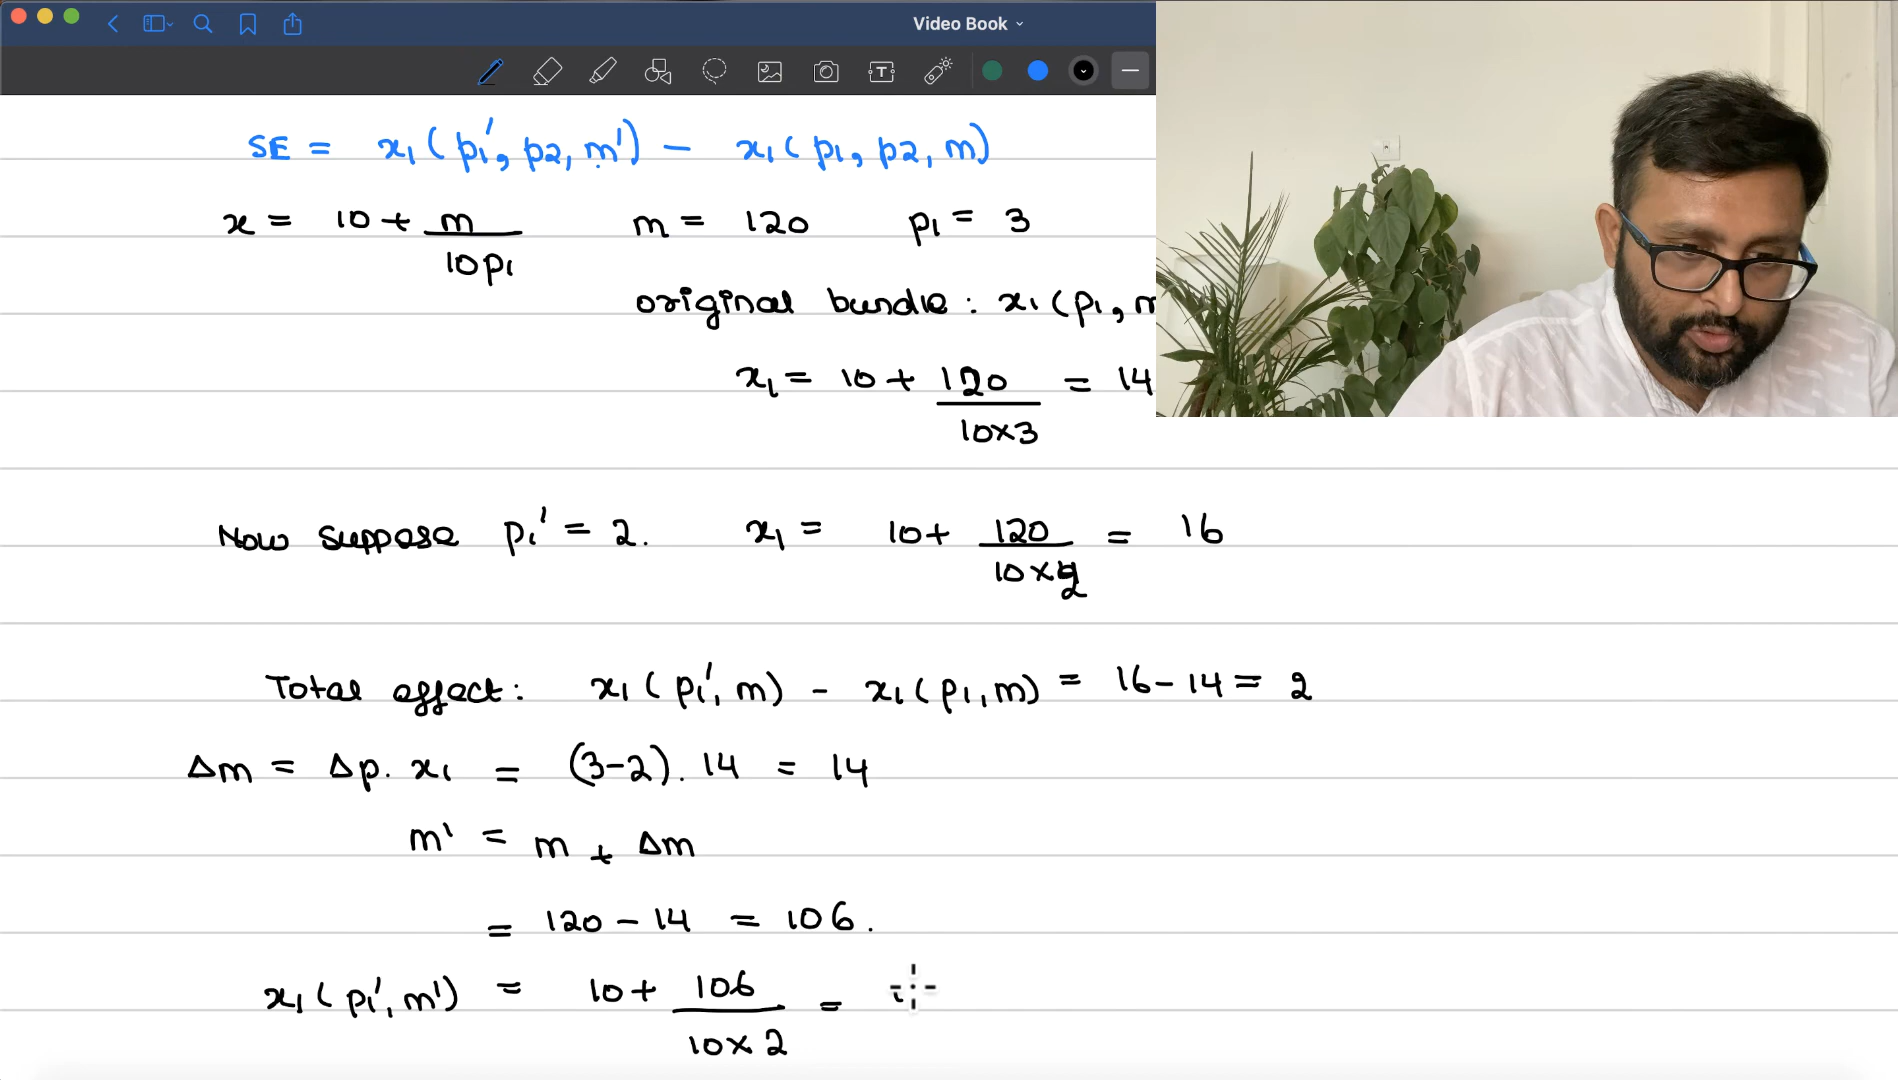 Video Book
SE = x₁(p₁', p2, m') – x₁(p₁, p2, m)
x = 10 + m/10p₁    m = 120    p₁ = 3
original bundle : x₁(p₁, m
x₁ = 10 + 120/10×3 = 14
Now suppose p₁' = 2.    x₁ = 10 + 120/10×2 = 16
Total effect: x₁(p₁', m) - x₁(p₁, m) = 16 - 14 = 2
Δm = Δp. x₁ = (3-2). 14 = 14
m' = m + Δm
= 120 - 14 = 106.
x₁(p₁', m') = 10 + 106/10×2 =